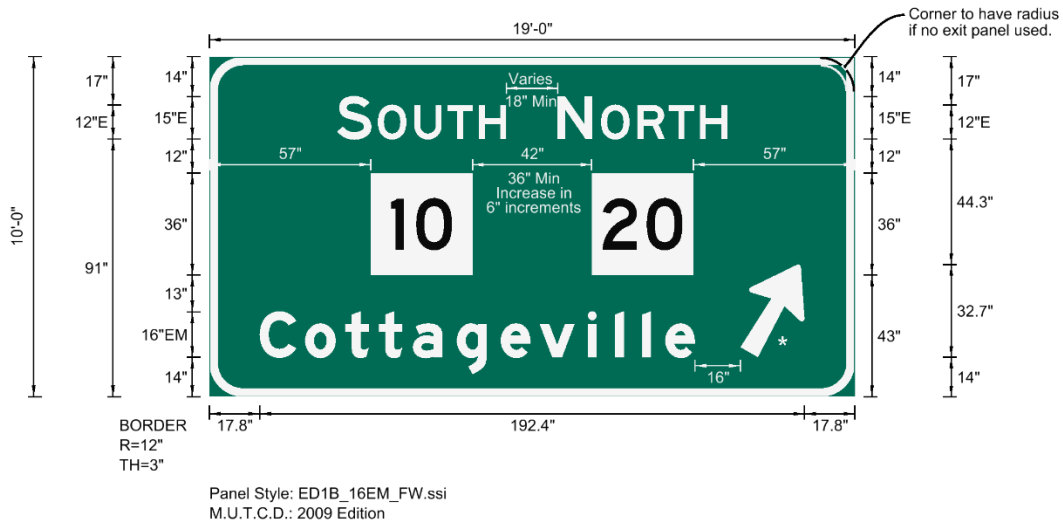 Corner to have radius
if no exit panel used.
19'-0"
17"
14"
Varies
14"
17"
12"E
15"E
18" Min
SOUTH NORTH
15"E
12"E
12"
57"
42"
57"
12"
10'-0"
91"
36"
36" Min
Increase in
6" increments
10
20
36"
44.3"
13"
16"EM
Cottageville
*
43"
32.7"
14"
16"
14"
BORDER
R=12"
TH=3"
17.8"
192.4"
17.8"
Panel Style: ED1B_16EM_FW.ssi
M.U.T.C.D.: 2009 Edition